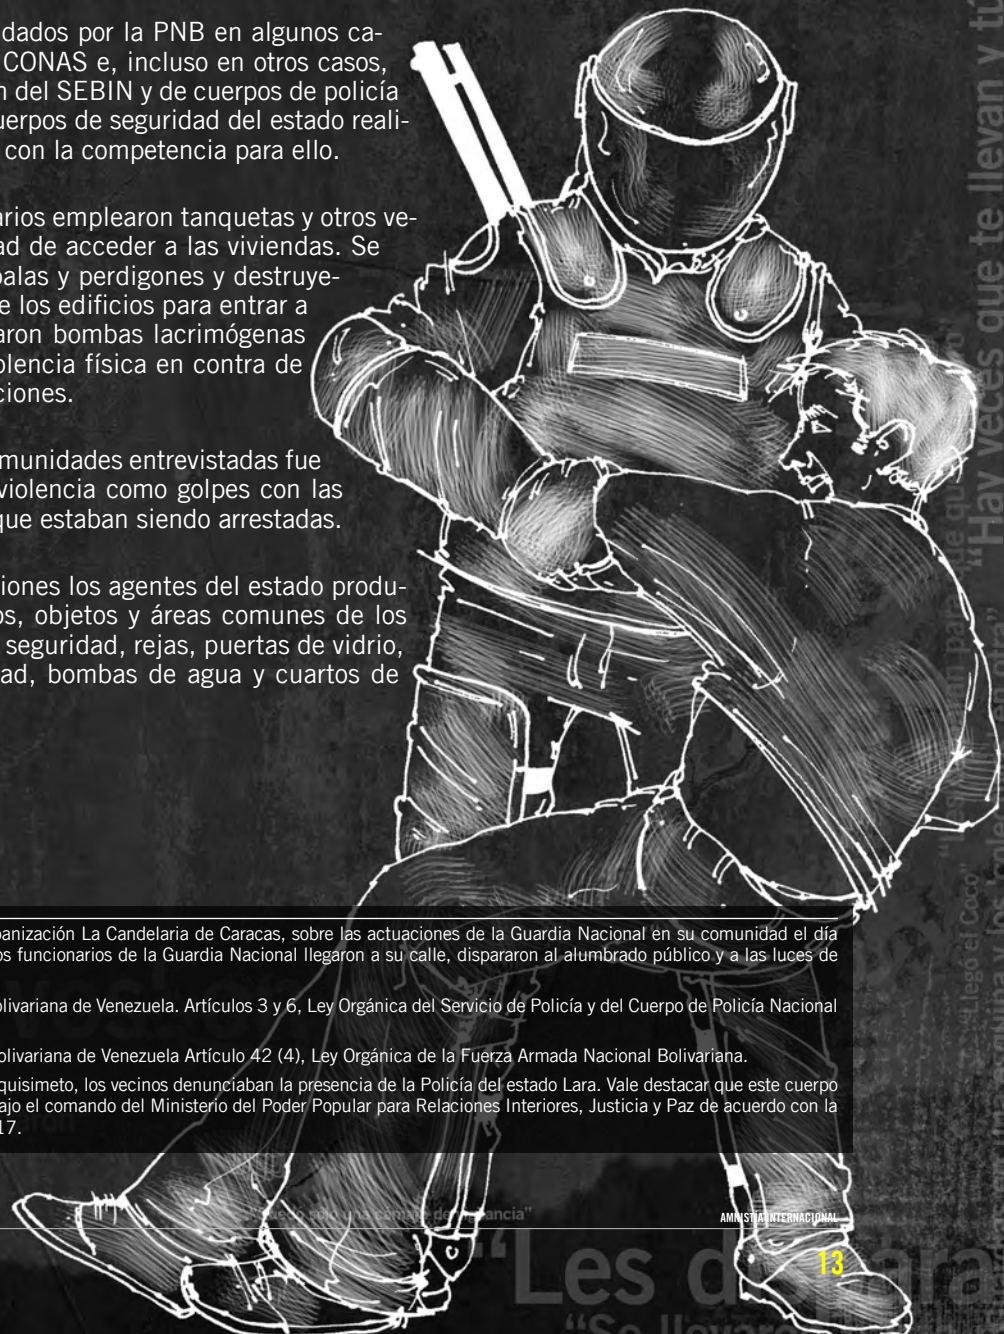 dados por la PNB en algunos ca-
CONAS e, incluso en otros casos,
del SEBIN y de cuerpos de policía
uerpos de seguridad del estado reali-
con la competencia para ello.
arios emplearon tanquetas y otros ve-
ad de acceder a las viviendas. Se
balas y perdigones y destruye-
e los edificios para entrar a
aron bombas lacrimógenas
olencia física en contra de
ciones.
munidades entrevistadas fue
violencia como golpes con las
que estaban siendo arrestadas.
iones los agentes del estado produ-
os, objetos y áreas comunes de los
seguridad, rejas, puertas de vidrio,
ad, bombas de agua y cuartos de
banización La Candelaria de Caracas, sobre las actuaciones de la Guardia Nacional en su comunidad el día
os funcionarios de la Guardia Nacional llegaron a su calle, dispararon al alumbrado público y a las luces de
olivariana de Venezuela. Artículos 3 y 6, Ley Orgánica del Servicio de Policía y del Cuerpo de Policía Nacional
olivariana de Venezuela Artículo 42 (4), Ley Orgánica de la Fuerza Armada Nacional Bolivariana.
quisimeto, los vecinos denunciaban la presencia de la Policía del estado Lara. Vale destacar que este cuerpo
ajo el comando del Ministerio del Poder Popular para Relaciones Interiores, Justicia y Paz de acuerdo con la
17.
AMNISTÍA INTERNACIONAL
13
"Hay veces que te llevan y tú
"Llegó el Coco"
"Les dispara
"Se llevaro